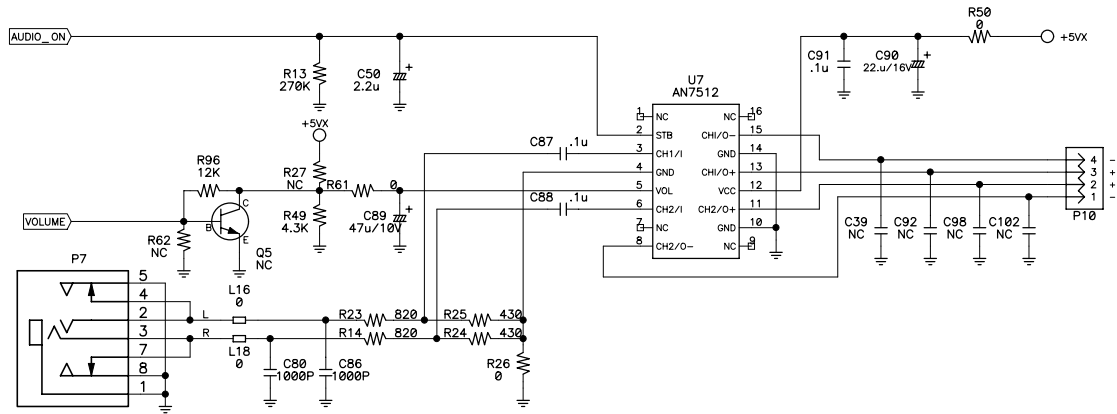 AUDIO_ON
R13
270K
C50
2.2u
+5VX
R96
12K
R27
NC
R61
0
VOLUME
B
C
E
R62
NC
Q5
NC
R49
4.3K
C89
47u/10V
C87
.1u
C88
.1u
U7
AN7512
1
NC
NC
16
2
STB
CHI/O-
15
3
CH1/I
GND
14
4
GND
CHI/O+
13
5
VOL
VCC
12
6
CH2/I
CH2/O+
11
7
NC
GND
10
8
CH2/O-
NC
9
C91
.1u
C90
22.u/16V
R50
0
+5VX
C39
NC
C92
NC
C98
NC
C102
NC
4
-
3
+
2
+
1
-
P10
P7
5
4
2
3
7
8
1
L16
0
L
R
L18
0
C80
1000P
C86
1000P
R23
820
R25
430
R14
820
R24
430
R26
0